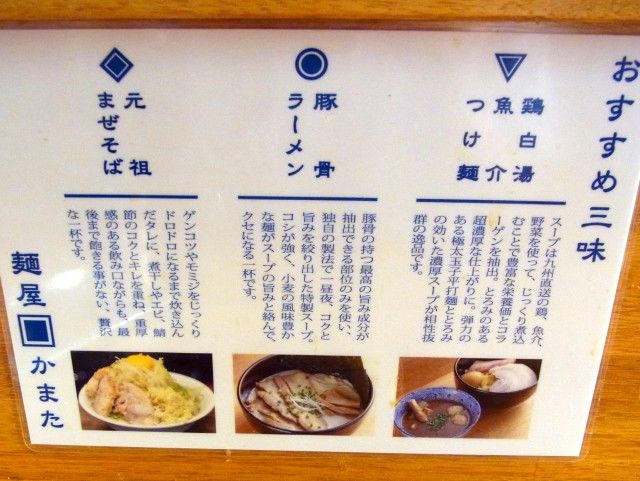 おすすめ三味
鶏白湯
魚介
つけ麺
スープは九州直送の鶏、魚介、
野菜を使って、じっくり煮込
むことで豊富な栄養価とコラ
ーゲンを抽出。とろみのある
超濃厚な仕上がりに。弾力の
ある極太玉子平打麺ととろみ
の効いた濃厚スープが相性抜
群の逸品です。
豚骨
ラーメン
豚骨の持つ最高の旨み成分が
抽出できる部位のみを使い、
独自の製法で一昼夜、コクと
旨みを絞り出した特製スープ。
コシが強く、小麦の風味豊か
な麺がスープの旨みと絡んで、
クセになる一杯です。
元祖
まぜそば
ゲンコツやモミジをじっくり
ドロドロになるまで炊き込ん
だタレに、煮干しやエビ、鯖
節のコクとキレを重ね、重厚
感のある飲み口ながらも、最
後まで飽きる事がない、贅沢
な一杯です。
麺屋 かまた